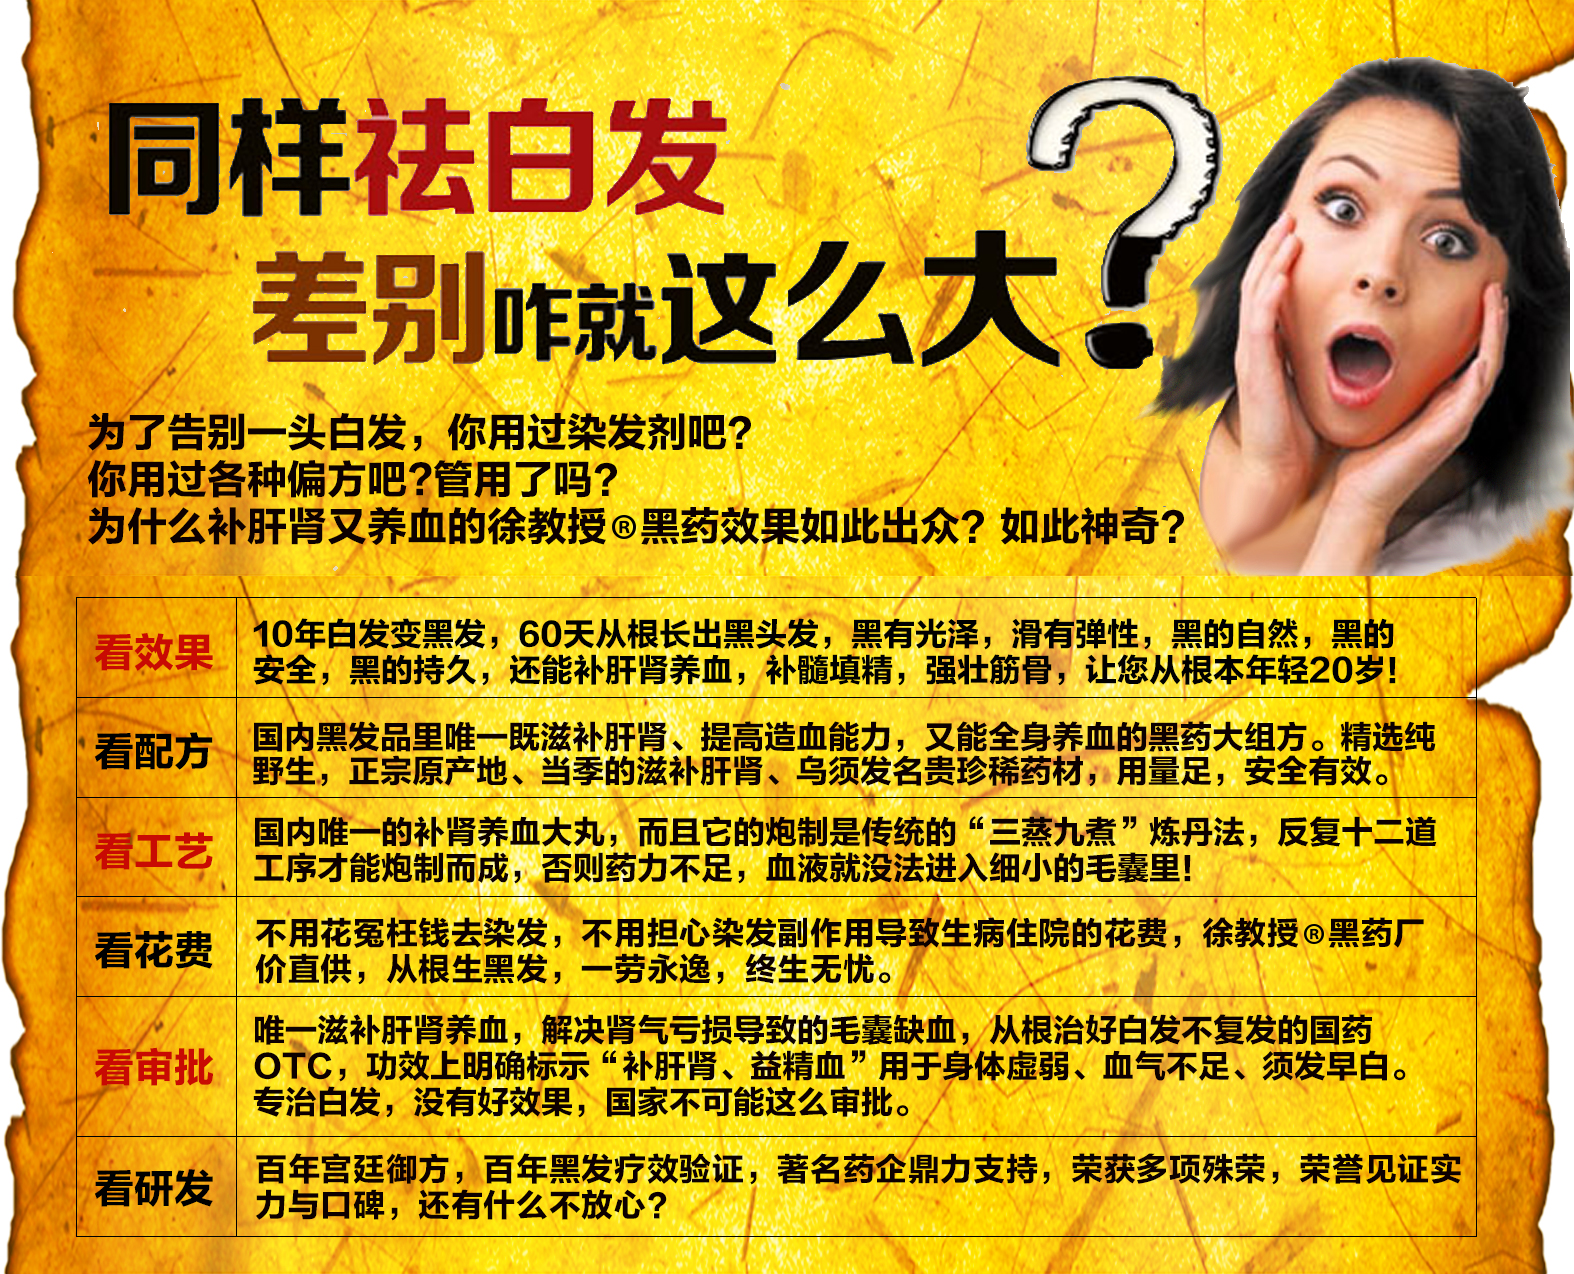 同样祛白发
差别咋就这么大?
为了告别一头白发，你用过染发剂吧?
你用过各种偏方吧?管用了吗?
为什么补肝肾又养血的徐教授®黑药效果如此出众? 如此神奇?
看效果
10年白发变黑发，60天从根长出黑头发，黑有光泽，滑有弹性，黑的自然，黑的
安全，黑的持久，还能补肝肾养血，补髓填精，强壮筋骨，让您从根本年轻20岁!
看配方
国内黑发品里唯一既滋补肝肾、提高造血能力，又能全身养血的黑药大组方。精选纯
野生，正宗原产地、当季的滋补肝肾、乌须发名贵珍稀药材，用量足，安全有效。
看工艺
国内唯一的补肾养血大丸，而且它的炮制是传统的“三蒸九煮”炼丹法，反复十二道
工序才能炮制而成，否则药力不足，血液就没法进入细小的毛囊里!
看花费
不用花冤枉钱去染发，不用担心染发副作用导致生病住院的花费，徐教授®黑药厂
价直供，从根生黑发，一劳永逸，终生无忧。
看审批
唯一滋补肝肾养血，解决肾气亏损导致的毛囊缺血，从根治好白发不复发的国药
OTC，功效上明确标示“补肝肾、益精血”用于身体虚弱、血气不足、须发早白。
专治白发，没有好效果，国家不可能这么审批。
看研发
百年宫廷御方，百年黑发疗效验证，著名药企鼎力支持，荣获多项殊荣，荣誉见证实
力与口碑，还有什么不放心?